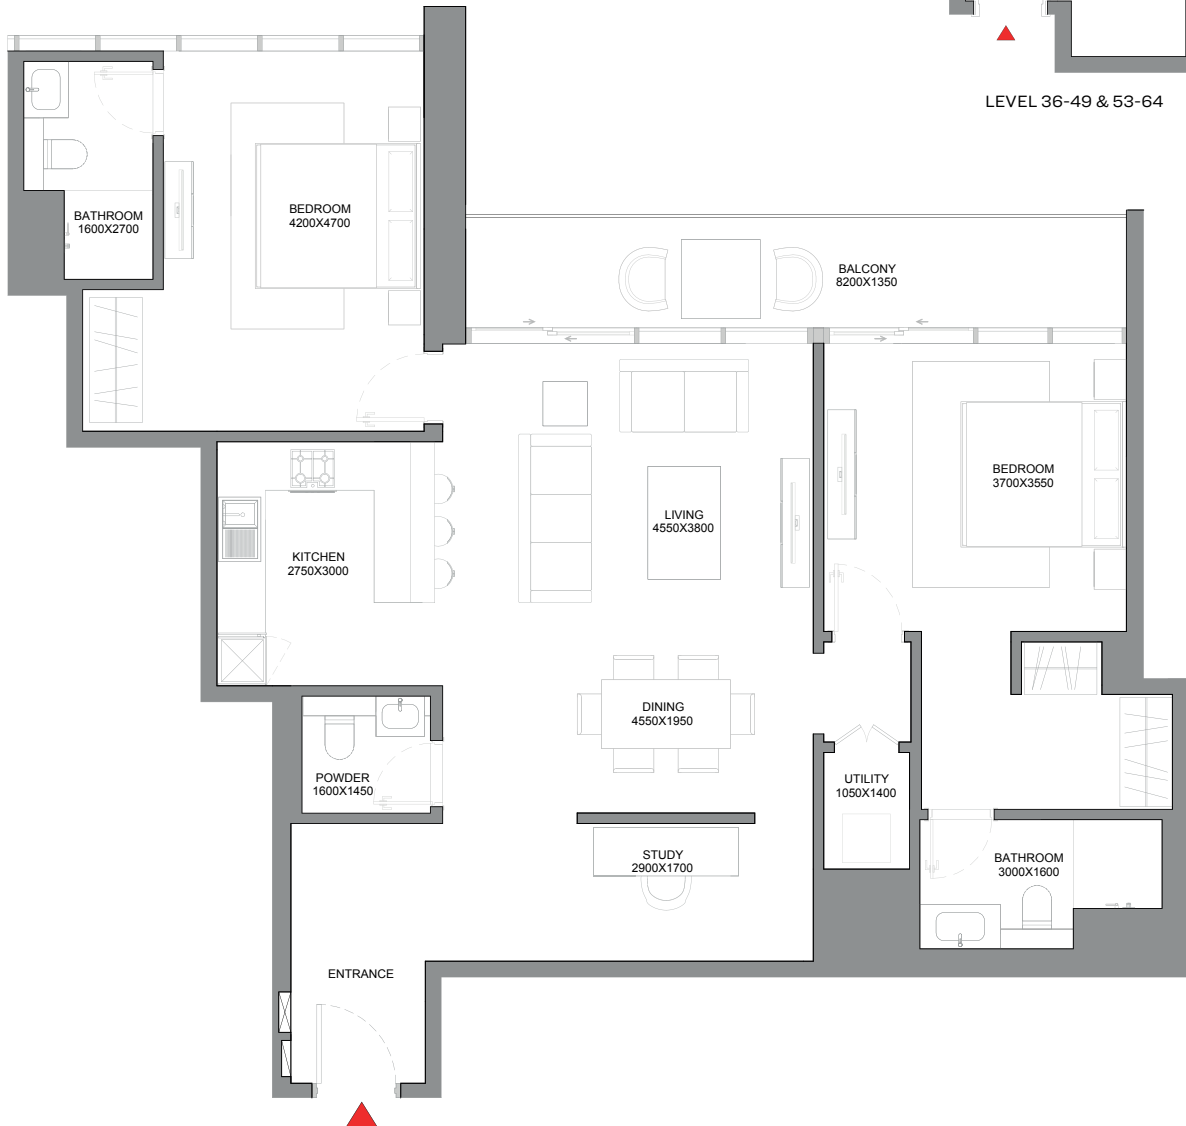 LEVEL 36-49 & 53-64
BATHROOM
1600X2700
BEDROOM
4200X4700
BALCONY
8200X1350
BEDROOM
3700X3550
LIVING
4550X3800
KITCHEN
2750X3000
DINING
4550X1950
POWDER
1600X1450
UTILITY
1050X1400
STUDY
2900X1700
BATHROOM
3000X1600
ENTRANCE